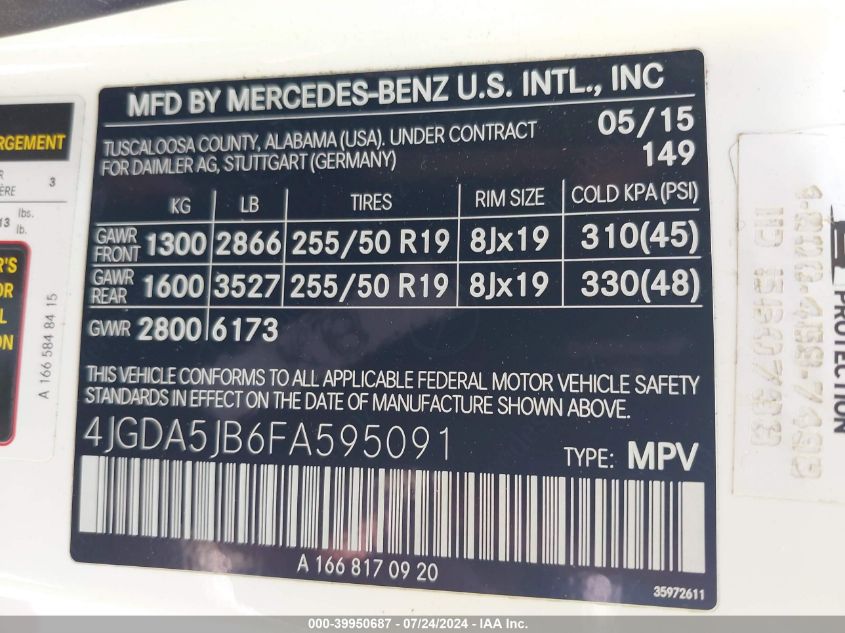 MFD BY MERCEDES-BENZ U.S. INTL., INC
TUSCALOOSA COUNTY, ALABAMA (USA). UNDER CONTRACT
FOR DAIMLER AG, STUTTGART (GERMANY)
05/15
149
KG LB TIRES RIM SIZE COLD KPA (PSI)
GAWR FRONT 1300 2866 255/50 R19 8Jx19 310(45)
GAWR REAR 1600 3527 255/50 R19 8Jx19 330(48)
GVWR 2800 6173
THIS VEHICLE CONFORMS TO ALL APPLICABLE FEDERAL MOTOR VEHICLE SAFETY
STANDARDS IN EFFECT ON THE DATE OF MANUFACTURE SHOWN ABOVE.
4JGDA5JB6FA595091
TYPE: MPV
A 166 817 09 20
35972611
RGEMENT
3
13 lbs.
lb.
A 166 584 84 15
PROTECTION
000-39950687 - 07/24/2024 - IAA Inc.